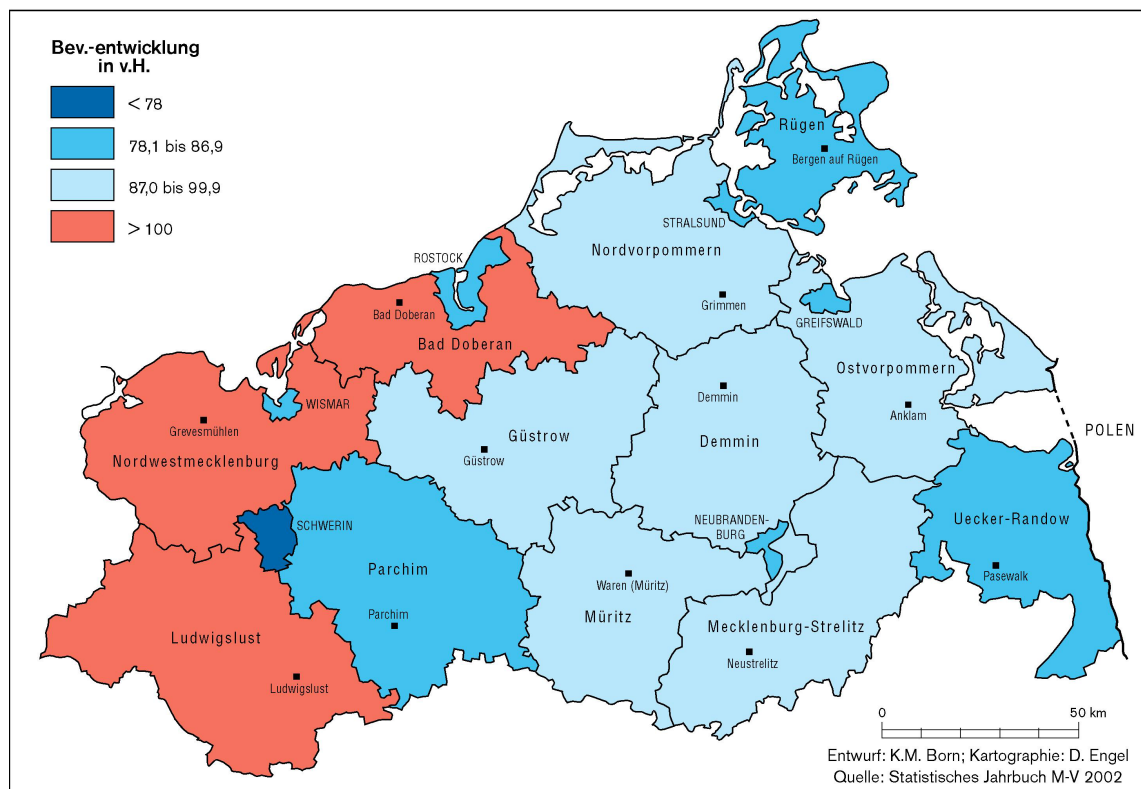 Bev.-entwicklung
in v.H.
< 78
78,1 bis 86,9
87,0 bis 99,9
> 100
Rügen
Bergen auf Rügen
STRALSUND
Nordvorpommern
ROSTOCK
Grimmen
Bad Doberan
Bad Doberan
GREIFSWALD
Ostvorpommern
Demmin
WISMAR
Anklam
Grevesmühlen
POLEN
Güstrow
Demmin
Güstrow
Nordwestmecklenburg
SCHWERIN
NEUBRANDEN-
BURG
Uecker-Randow
Parchim
Pasewalk
Waren (Müritz)
Parchim
Müritz
Mecklenburg-Strelitz
Ludwigslust
Neustrelitz
Ludwigslust
0
50 km
Entwurf: K.M. Born; Kartographie: D. Engel
Quelle: Statistisches Jahrbuch M-V 2002